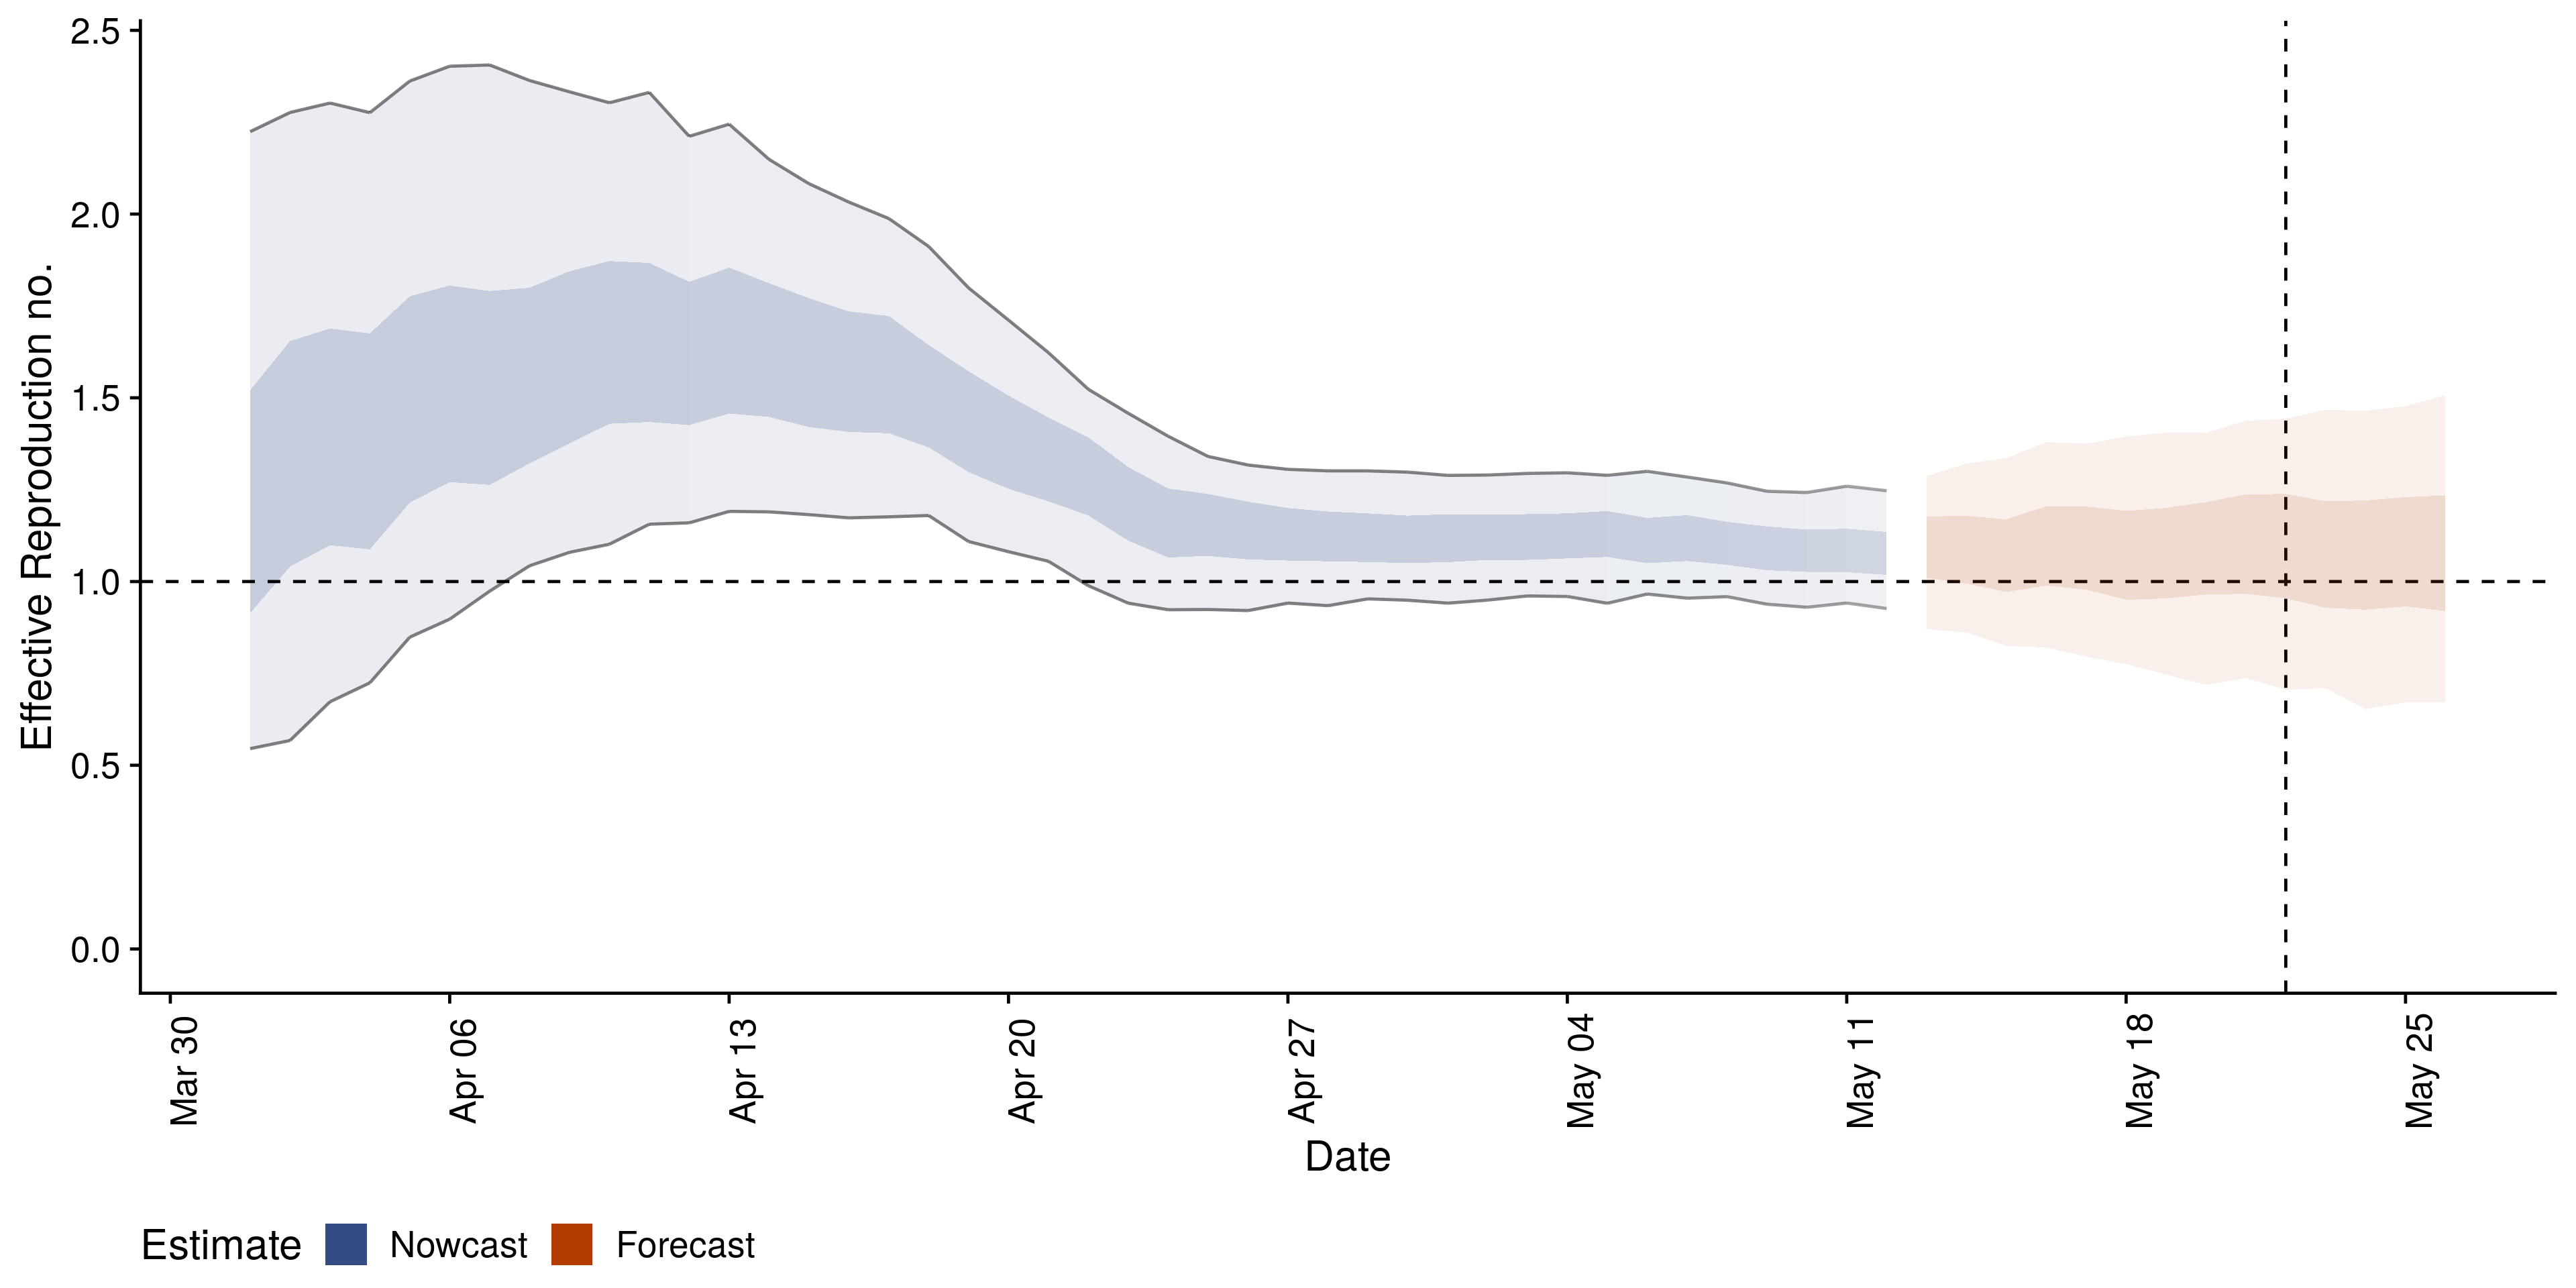 Effective Reproduction no.
2.5
2.0
1.5
1.0
0.5
0.0
Mar 30
Apr 06
Apr 13
Apr 20
Apr 27
May 04
May 11
May 18
May 25
Date
Estimate Nowcast Forecast